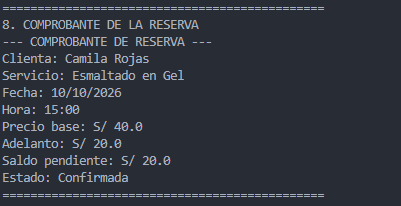 ==============================================
8. COMPROBANTE DE LA RESERVA
--- COMPROBANTE DE RESERVA ---
Clienta: Camila Rojas
Servicio: Esmaltado en Gel
Fecha: 10/10/2026
Hora: 15:00
Precio base: S/ 40.0
Adelanto: S/ 20.0
Saldo pendiente: S/ 20.0
Estado: Confirmada
==============================================